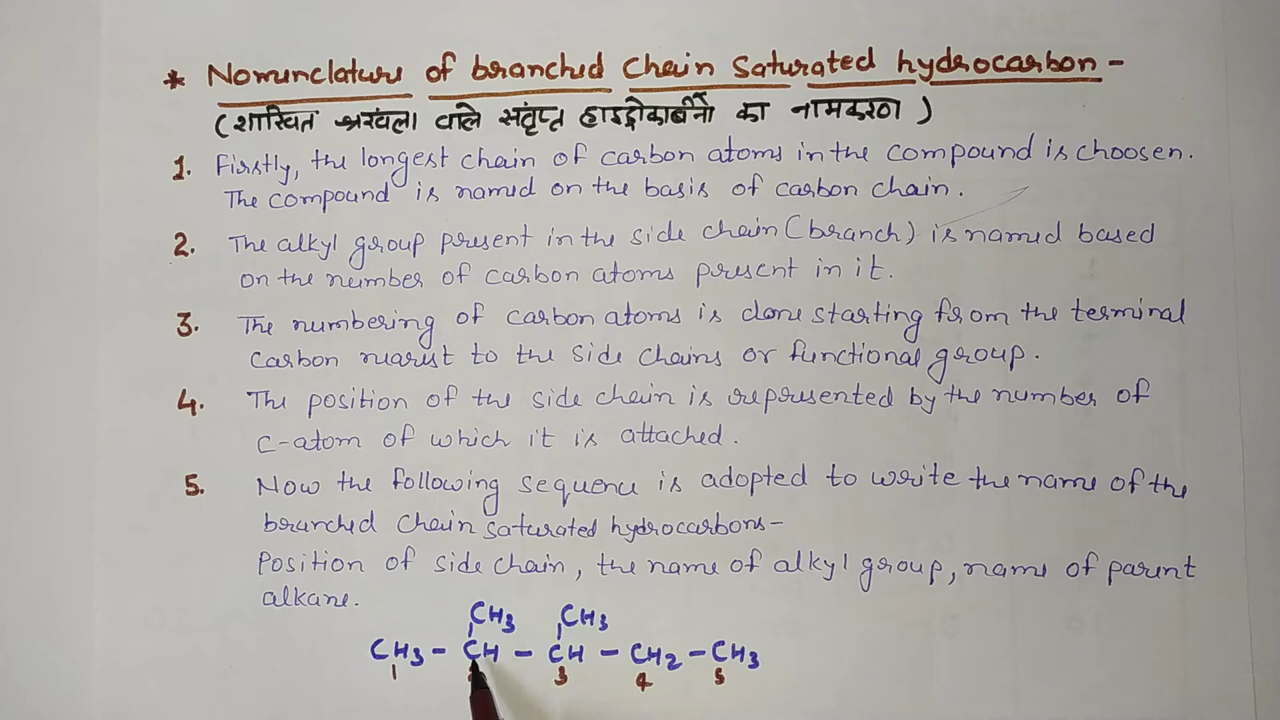 * Nomenclature of branched chain saturated hydrocarbon -
(शाखित श्रृखंला वाले संतृप्त हाइड्रोकार्बनो का नामकरण)
1. Firstly, the longest chain of carbon atoms in the compound is choosen.
The compound is named on the basis of carbon chain.
2. The alkyl group present in the side chain (branch) is named based
on the number of carbon atoms present in it.
3. The numbering of carbon atoms is done starting from the terminal
carbon nearest to the side chains or functional group.
4. The position of the side chain is represented by the number of
C-atom of which it is attached.
5. Now the following sequence is adopted to write the name of the
branched chain saturated hydrocarbons-
Position of side chain, the name of alkyl group, name of parent
alkane.
CH3 CH3
CH3 - CH - CH - CH2 - CH3
1 3 4 5